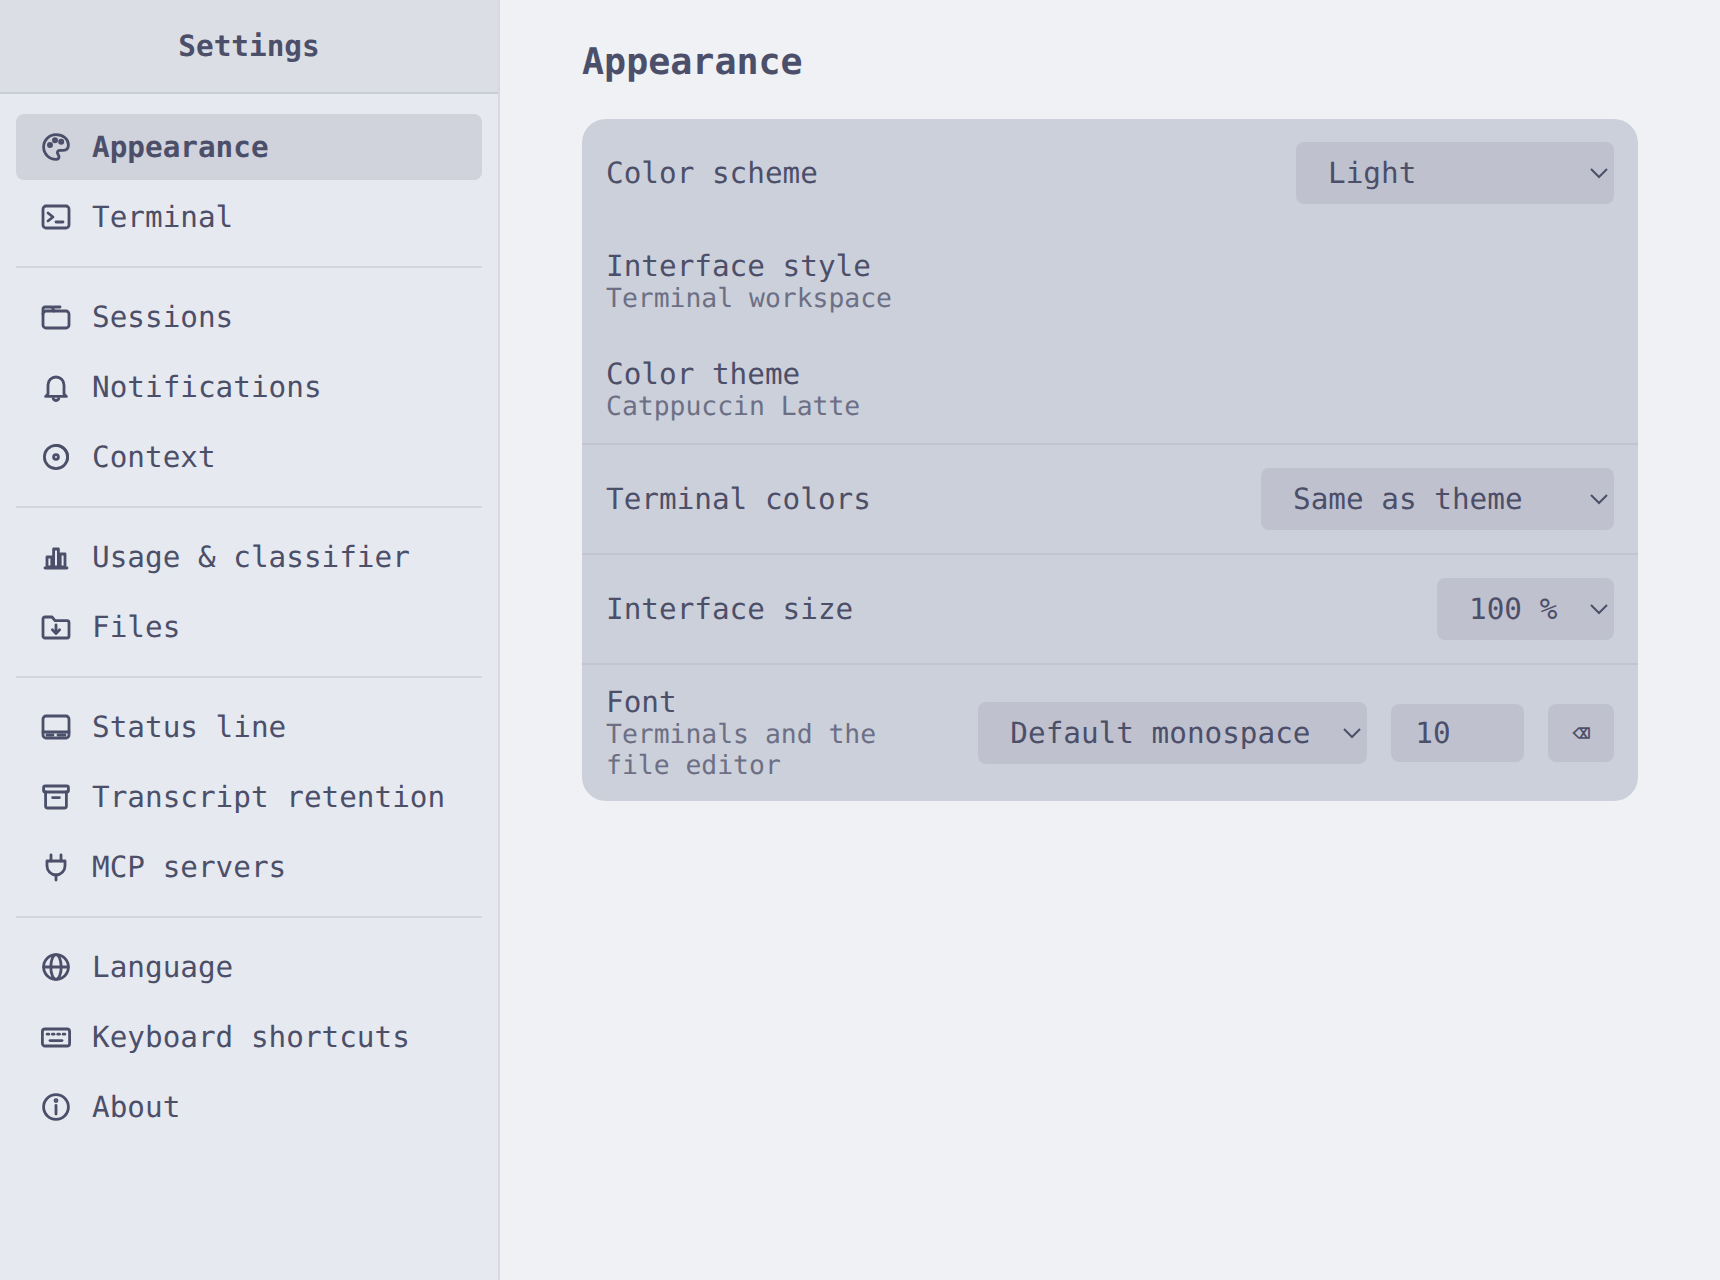 Settings
Appearance
Terminal
Sessions
Notifications
Context
Usage & classifier
Files
Status line
Transcript retention
MCP servers
Language
Keyboard shortcuts
About
Appearance
Color scheme
Light
Interface style
Terminal workspace
Color theme
Catppuccin Latte
Terminal colors
Same as theme
Interface size
100 %
Font
Terminals and the
file editor
Default monospace
10